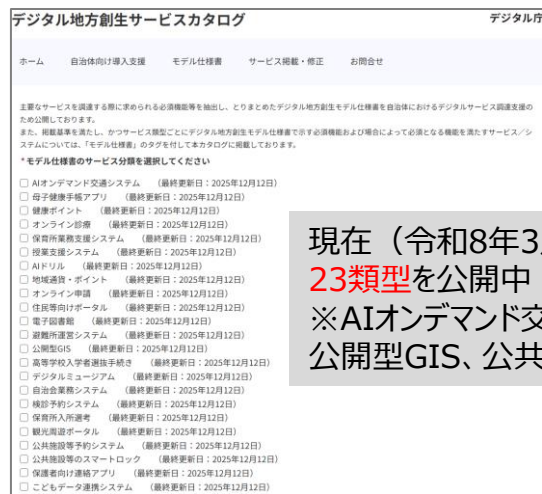 デジタル地方創生サービスカタログ
デジタル庁
ホーム 自治体向け導入支援 モデル仕様書 サービス掲載・修正 お問合せ
主要なサービスを調達する際に求められる必須機能等を抽出し、とりまとめたデジタル地方創生モデル仕様書を自治体におけるデジタルサービス調達支援の
ため公開しております。
また、掲載基準を満たし、かつサービス類型ごとにデジタル地方創生モデル仕様書で示す必須機能および場合によって必須となる機能を満たすサービス／シ
ステムについては、「モデル仕様書」のタグを付して本カタログに掲載しております。
*モデル仕様書のサービス分類を選択してください
AIオンデマンド交通システム （最終更新日：2025年12月12日）
母子健康手帳アプリ （最終更新日：2025年12月12日）
健康ポイント （最終更新日：2025年12月12日）
オンライン診療 （最終更新日：2025年12月12日）
保育所業務支援システム （最終更新日：2025年12月12日）
授業支援システム （最終更新日：2025年12月12日）
AIドリル （最終更新日：2025年12月12日）
地域通貨・ポイント （最終更新日：2025年12月12日）
オンライン申請 （最終更新日：2025年12月12日）
住民等向けポータル （最終更新日：2025年12月12日）
電子図書館 （最終更新日：2025年12月12日）
避難所運営システム （最終更新日：2025年12月12日）
公開型GIS （最終更新日：2025年12月12日）
高等学校入学者選抜手続き （最終更新日：2025年12月12日）
デジタルミュージアム （最終更新日：2025年12月12日）
自治会業務システム （最終更新日：2025年12月12日）
検診予約システム （最終更新日：2025年12月12日）
保育所入所選考 （最終更新日：2025年12月12日）
観光周遊ポータル （最終更新日：2025年12月12日）
公共施設等予約システム （最終更新日：2025年12月12日）
公共施設等のスマートロック （最終更新日：2025年12月12日）
保護者向け連絡アプリ （最終更新日：2025年12月12日）
こどもデータ連携システム （最終更新日：2025年12月12日）
現在（令和8年3
23類型を公開中
※AIオンデマンド交
公開型GIS、公共